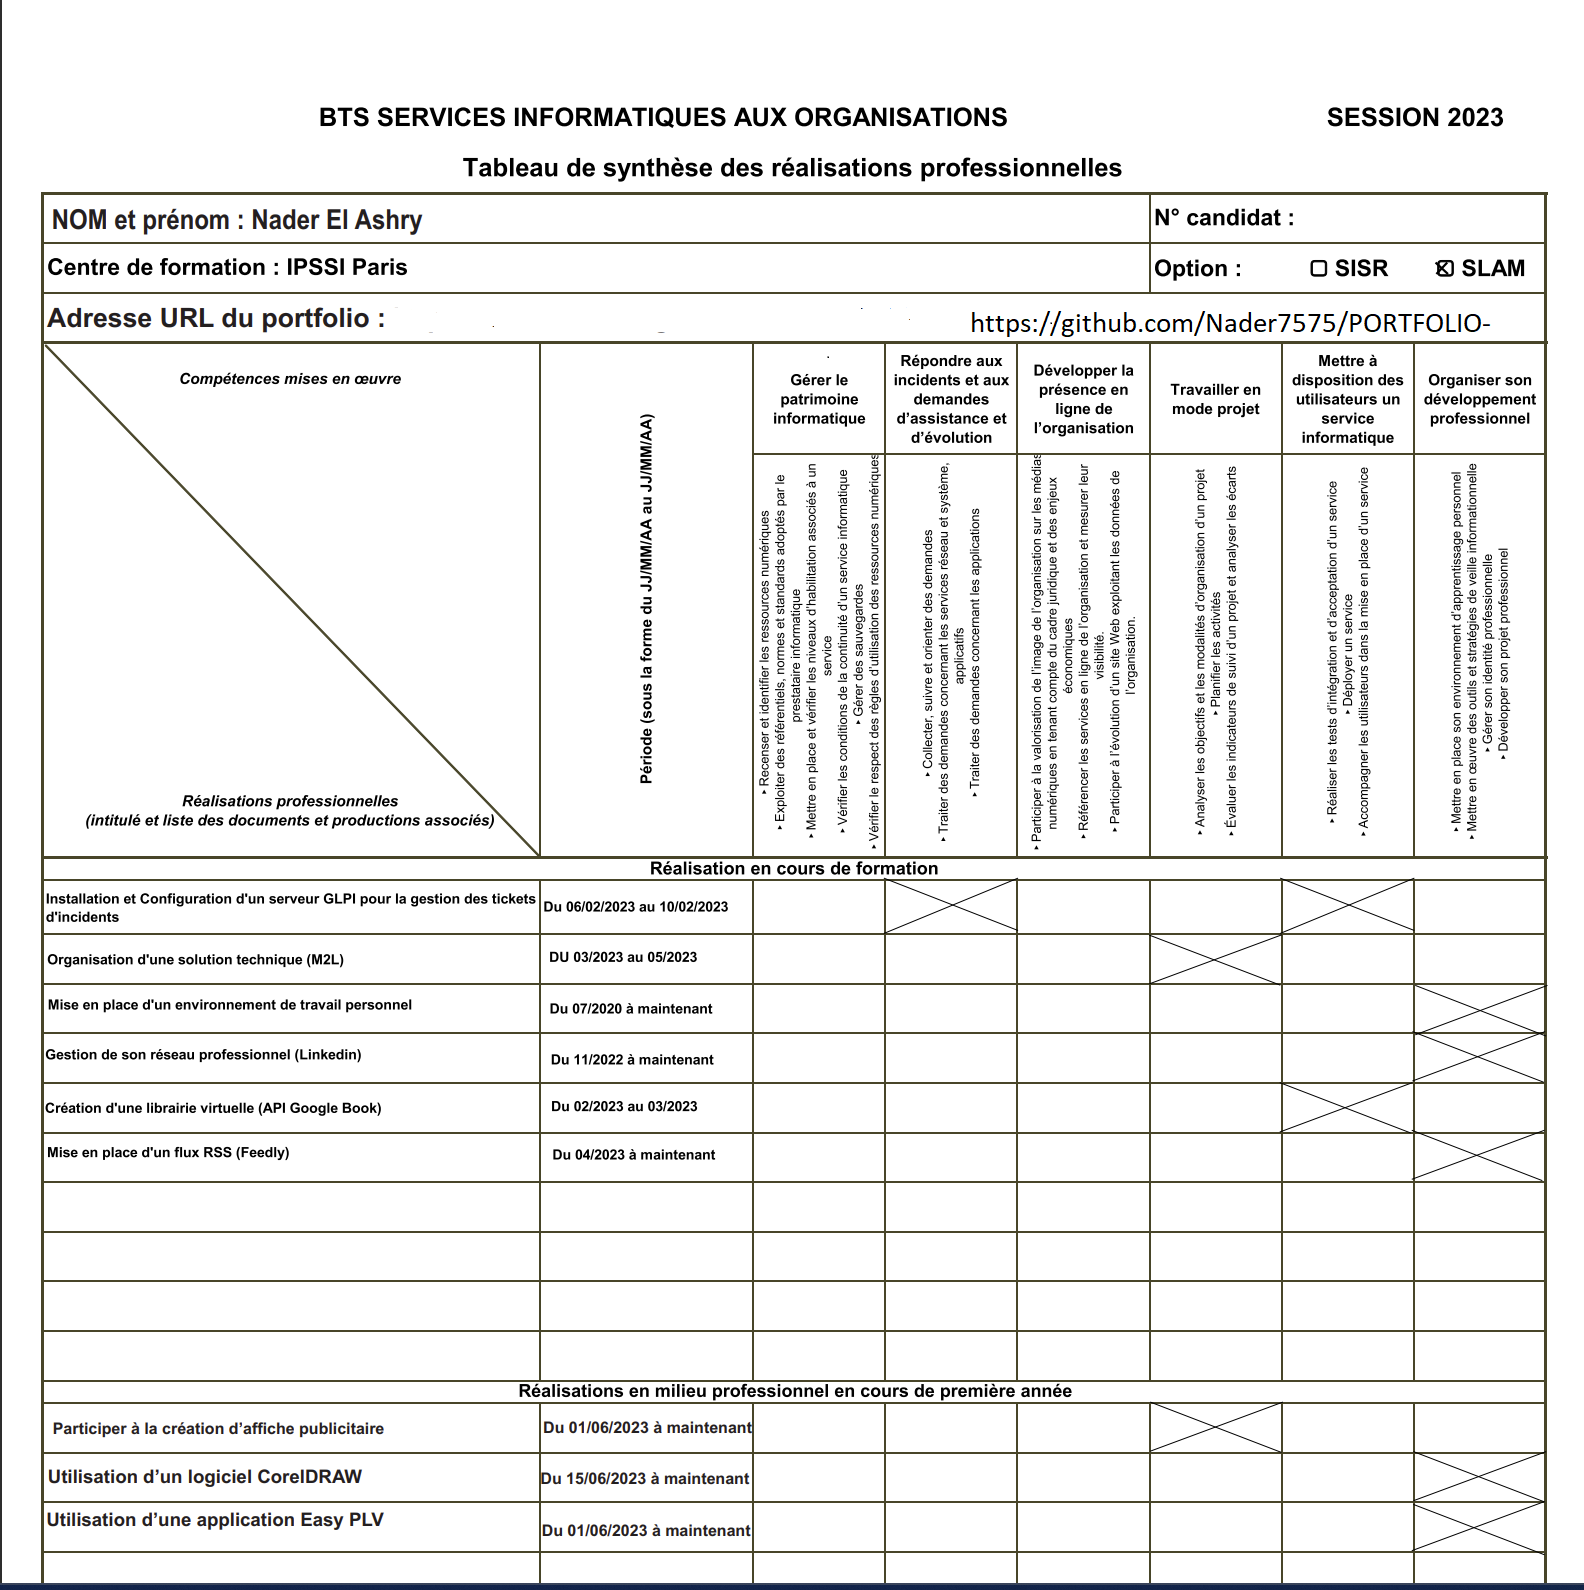 BTS SERVICES INFORMATIQUES AUX ORGANISATIONS SESSION 2023
Tableau de synthèse des réalisations professionnelles
NOM et prénom : Nader El Ashry
N° candidat :
Centre de formation : IPSSI Paris
Option : SISR SLAM
Adresse URL du portfolio : https://github.com/Nader7575/PORTFOLIO-
Compétences mises en œuvre
Réalisations professionnelles
(intitulé et liste des documents et productions associés)
Période (sous la forme du JJ/MM/AA au JJ/MM/AA)
Gérer le
patrimoine
informatique
Répondre aux
incidents et aux
demandes
d’assistance et
d’évolution
Développer la
présence en
ligne de
l’organisation
Travailler en
mode projet
Mettre à
disposition des
utilisateurs un
service
informatique
Organiser son
développement
professionnel
‣ Recenser et identifier les ressources numériques
‣ Exploiter des référentiels, normes et standards adoptés par le
prestataire informatique
‣ Mettre en place et vérifier les niveaux d’habilitation associés à un
service
‣ Vérifier les conditions de la continuité d’un service informatique
‣ Gérer des sauvegardes
‣ Vérifier le respect des règles d’utilisation des ressources numériques
‣ Collecter, suivre et orienter des demandes
‣ Traiter des demandes concernant les services réseau et système,
applicatifs
‣ Traiter des demandes concernant les applications
‣ Participer à la valorisation de l’image de l’organisation sur les médias
numériques en tenant compte du cadre juridique et des enjeux
économiques
‣ Référencer les services en ligne de l’organisation et mesurer leur
visibilité.
‣ Participer à l’évolution d’un site Web exploitant les données de
l’organisation.
‣ Analyser les objectifs et les modalités d’organisation d’un projet
‣ Planifier les activités
‣ Évaluer les indicateurs de suivi d’un projet et analyser les écarts
‣ Réaliser les tests d’intégration et d’acceptation d’un service
‣ Déployer un service
‣ Accompagner les utilisateurs dans la mise en place d’un service
‣ Mettre en place son environnement d’apprentissage personnel
‣ Mettre en œuvre des outils et stratégies de veille informationnelle
‣ Gérer son identité professionnelle
‣ Développer son projet professionnel
Réalisation en cours de formation
Installation et Configuration d'un serveur GLPI pour la gestion des tickets
d'incidents
Du 06/02/2023 au 10/02/2023
Organisation d'une solution technique (M2L)
DU 03/2023 au 05/2023
Mise en place d'un environnement de travail personnel
Du 07/2020 à maintenant
Gestion de son réseau professionnel (Linkedin)
Du 11/2022 à maintenant
Création d'une librairie virtuelle (API Google Book)
Du 02/2023 au 03/2023
Mise en place d'un flux RSS (Feedly)
Du 04/2023 à maintenant
Réalisations en milieu professionnel en cours de première année
Participer à la création d’affiche publicitaire
Du 01/06/2023 à maintenant
Utilisation d’un logiciel CorelDRAW
Du 15/06/2023 à maintenant
Utilisation d’une application Easy PLV
Du 01/06/2023 à maintenant